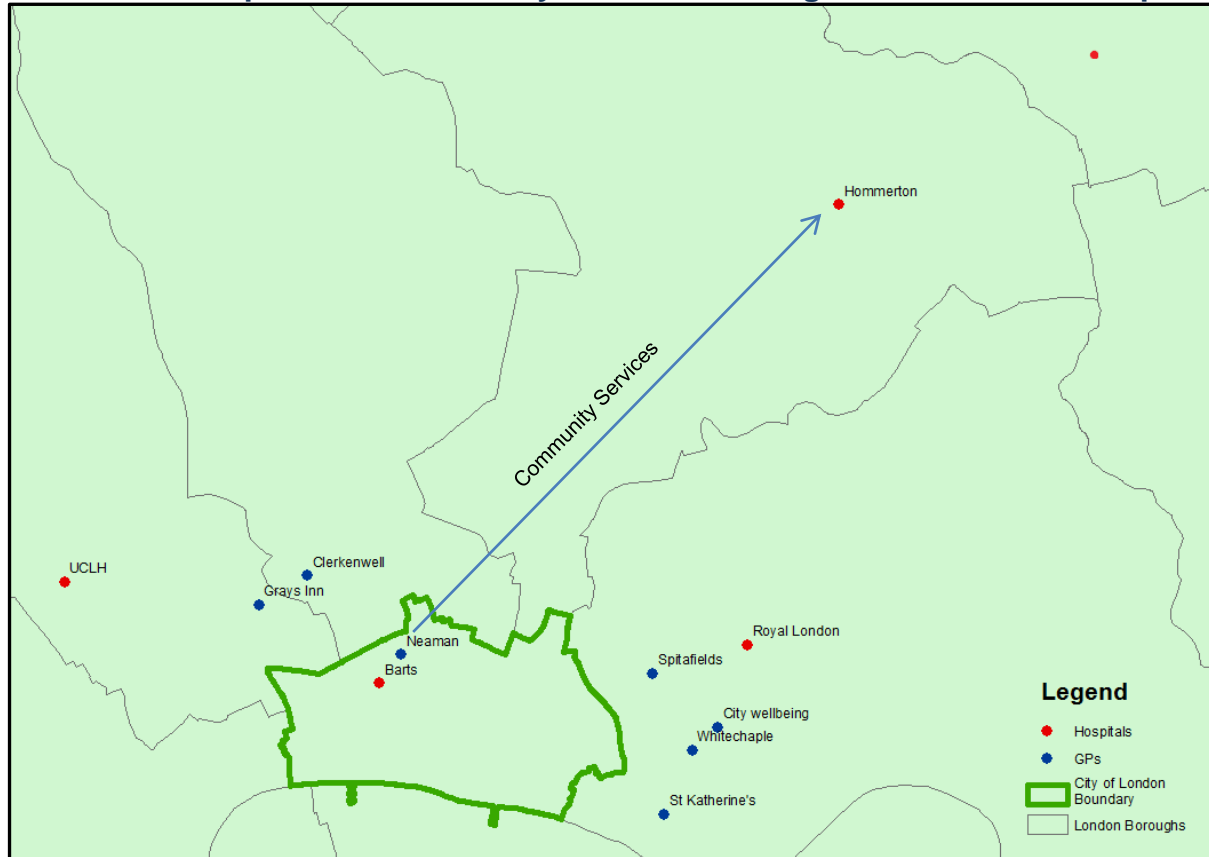 Hommerton
Community Services
UCLH
Clerkenwell
Grays Inn
Neaman
Barts
Royal London
Spitafields
City wellbeing
Whitechaple
St Katherine's
Legend
Hospitals
GPs
City of London
Boundary
London Boroughs